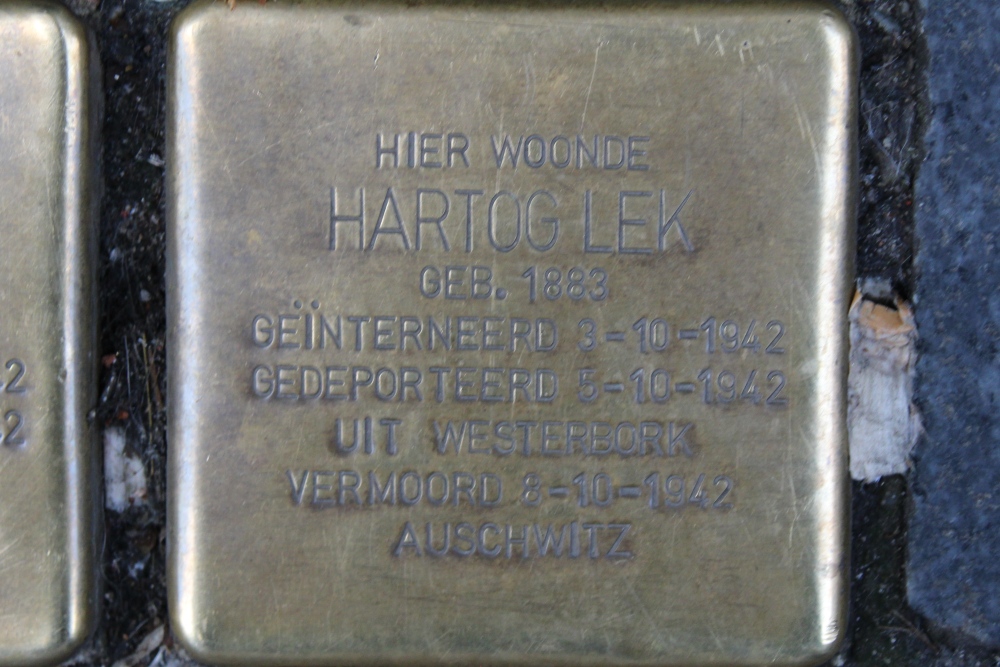 HIER WOONDE
HARTOG LEK
GEB. 1883
GEÏNTERNEERD 3-10-1942
GEDEPORTEERD 5-10-1942
UIT WESTERBORK
VERMOORD 8-10-1942
AUSCHWITZ